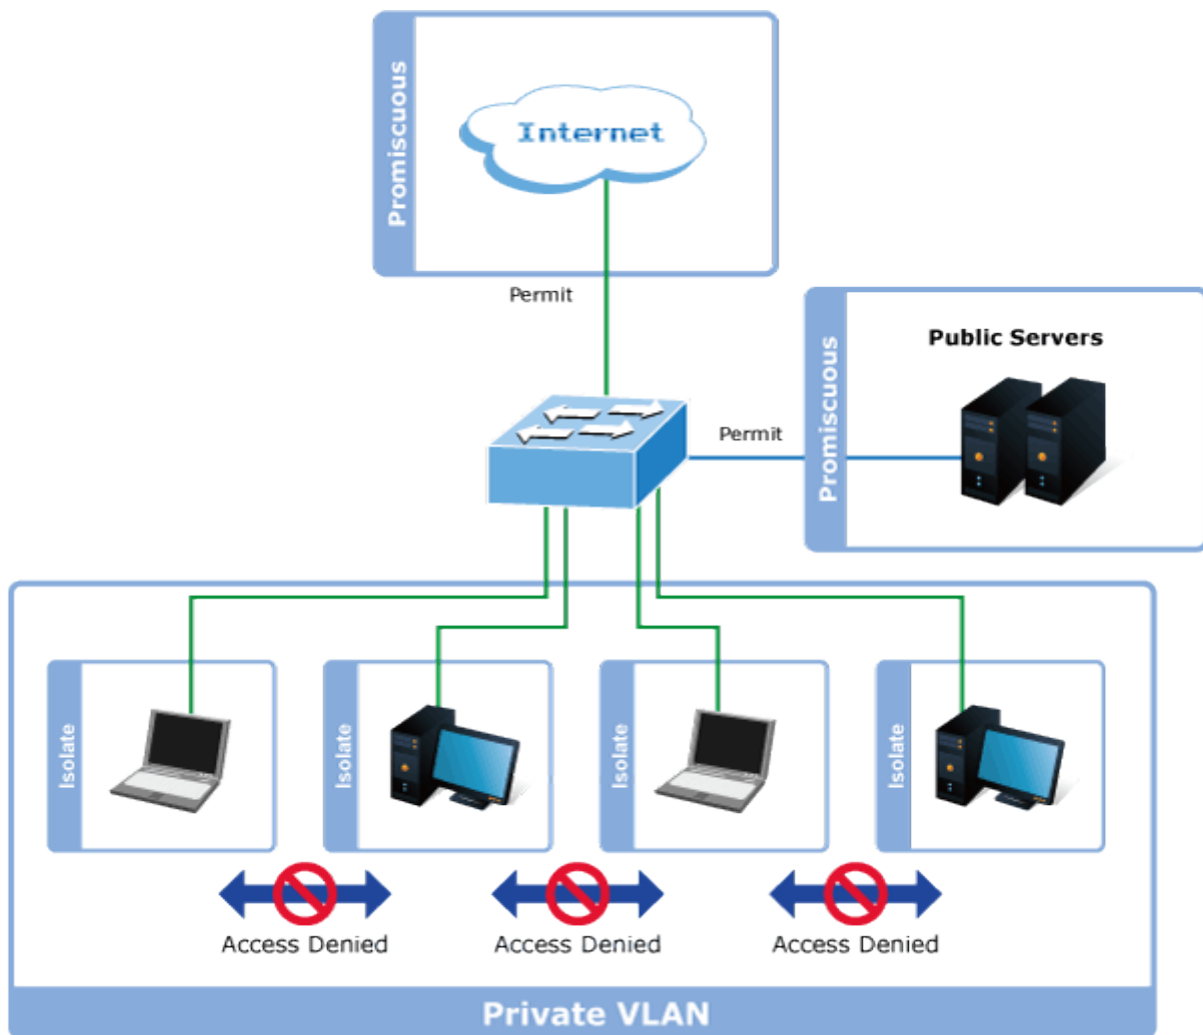 Promiscuous
Internet
Permit
Public Servers
Permit
Promiscuous
Isolate
Isolate
Isolate
Isolate
Access Denied
Access Denied
Access Denied
Private VLAN